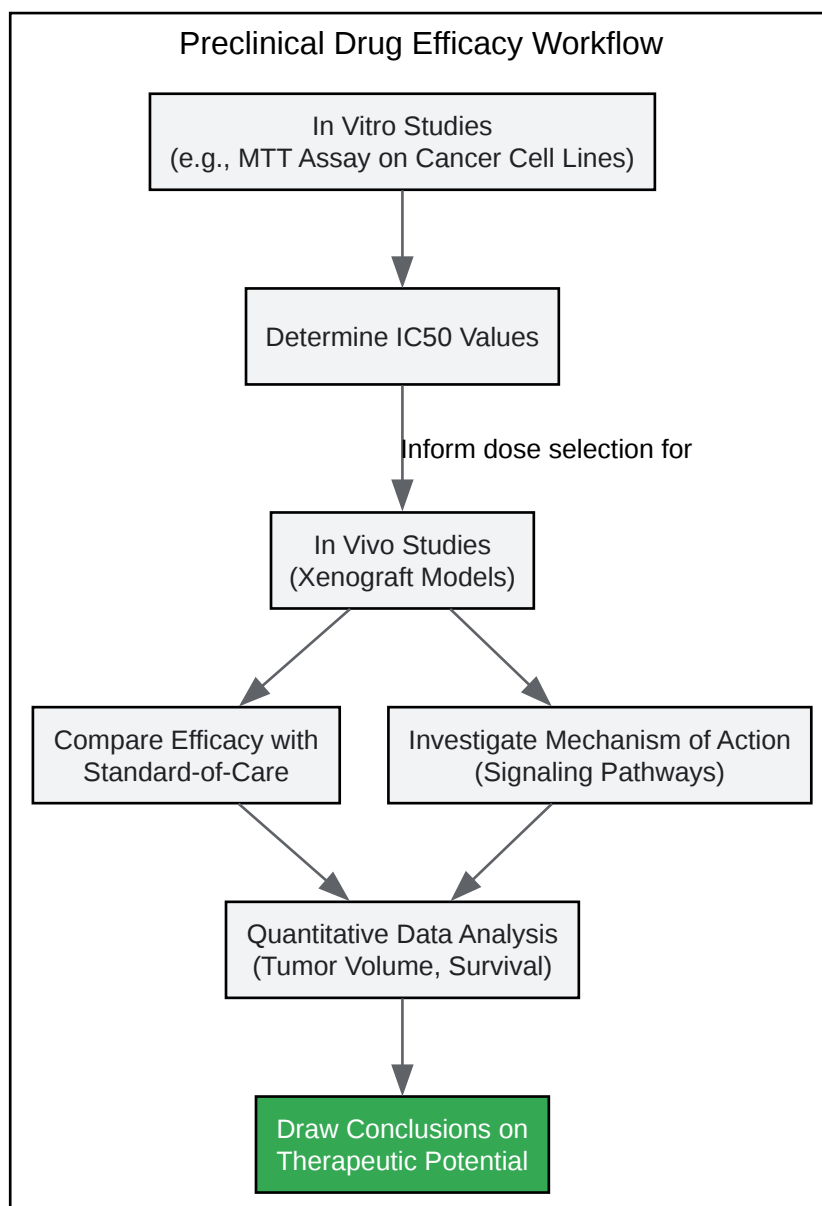 Preclinical Drug Efficacy Workflow
In Vitro Studies
(e.g., MTT Assay on Cancer Cell Lines)
Determine IC50 Values
Inform dose selection for
In Vivo Studies
(Xenograft Models)
Compare Efficacy with
Standard-of-Care
Investigate Mechanism of Action
(Signaling Pathways)
Quantitative Data Analysis
(Tumor Volume, Survival)
Draw Conclusions on
Therapeutic Potential